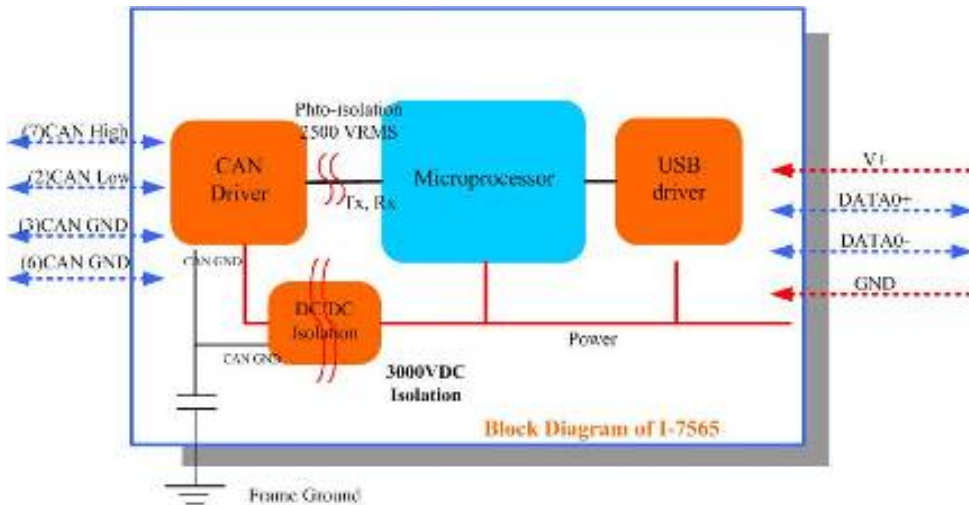 Phto-isolation
2500 VRMS
(7)CAN High
(2)CAN Low
(3)CAN GND
(6)CAN GND
CAN
Driver
Tx, Rx
Microprocessor
USB
driver
V+
DATA0+
DATA0-
GND
CAN GND
DC/DC
Isolation
CAN GND
Power
3000VDC
Isolation
Block Diagram of I-7565
Frame Ground